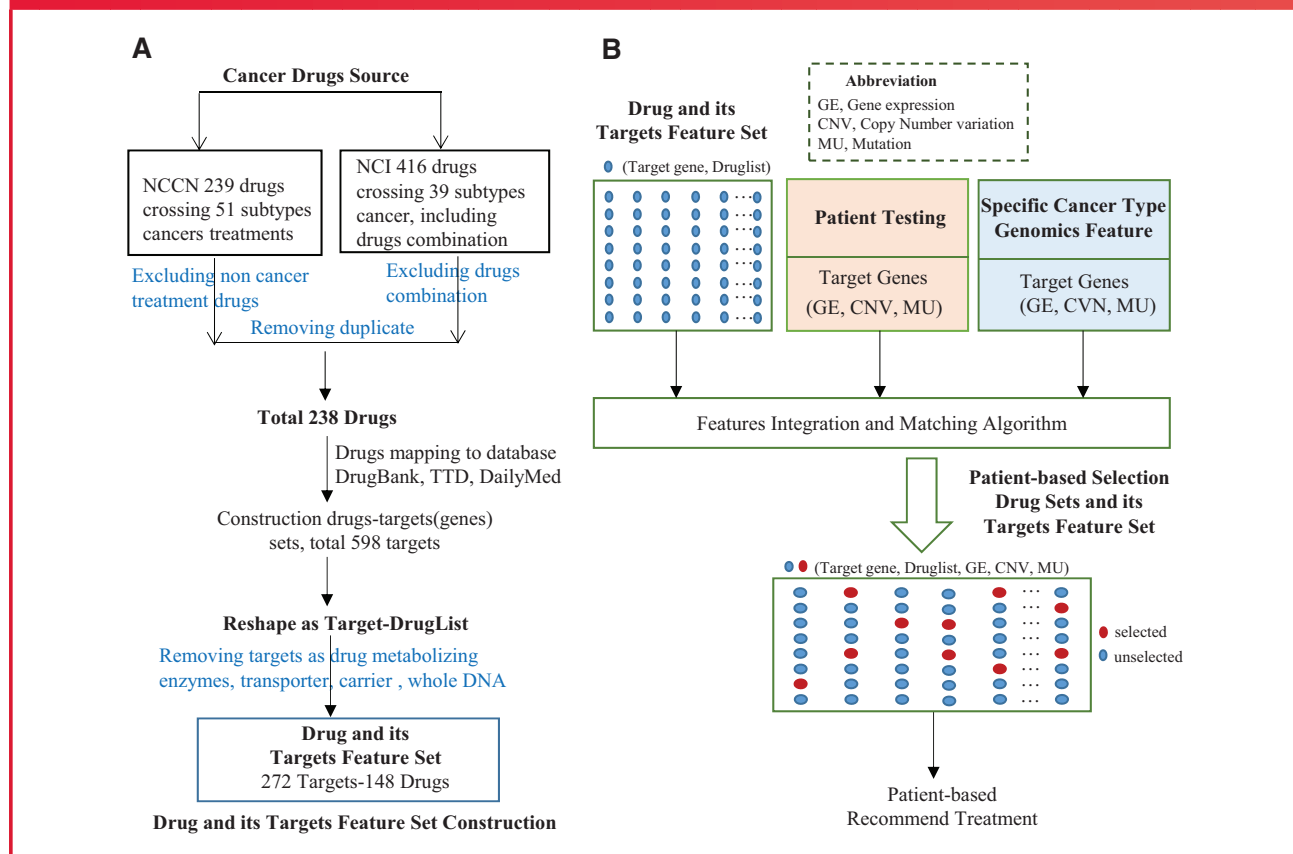 A
Cancer Drugs Source
NCCN 239 drugs
crossing 51 subtypes
cancers treatments
NCI 416 drugs
crossing 39 subtypes
cancer, including
drugs combination
Excluding non cancer
treatment drugs
Excluding drugs
combination
Removing duplicate
Total 238 Drugs
Drugs mapping to database
DrugBank, TTD, DailyMed
Construction drugs-targets(genes)
sets, total 598 targets
Reshape as Target-DrugList
Removing targets as drug metabolizing
enzymes, transporter, carrier , whole DNA
Drug and its
Targets Feature Set
272 Targets-148 Drugs
Drug and its Targets Feature Set Construction
B
Abbreviation
GE, Gene expression
CNV, Copy Number variation
MU, Mutation
Drug and its
Targets Feature Set
(Target gene, Druglist)
Patient Testing
Target Genes
(GE, CNV, MU)
Specific Cancer Type
Genomics Feature
Target Genes
(GE, CVN, MU)
Features Integration and Matching Algorithm
Patient-based Selection
Drug Sets and its
Targets Feature Set
(Target gene, Druglist, GE, CNV, MU)
selected
unselected
Patient-based
Recommend Treatment